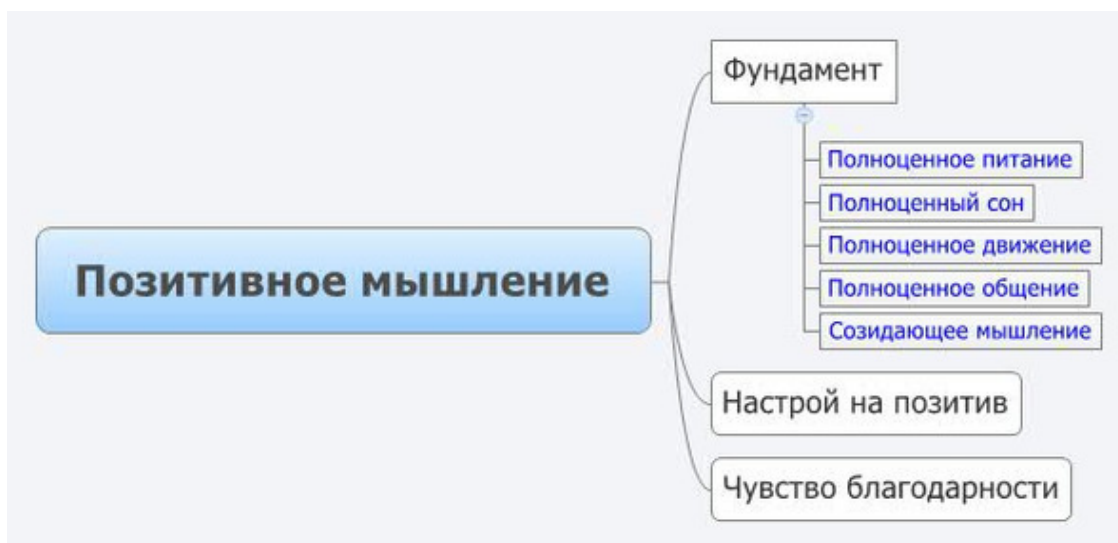 Фундамент
Полноценное питание
Полноценный сон
Полноценное движение
Полноценное общение
Созидающее мышление
Позитивное мышление
Настрой на позитив
Чувство благодарности